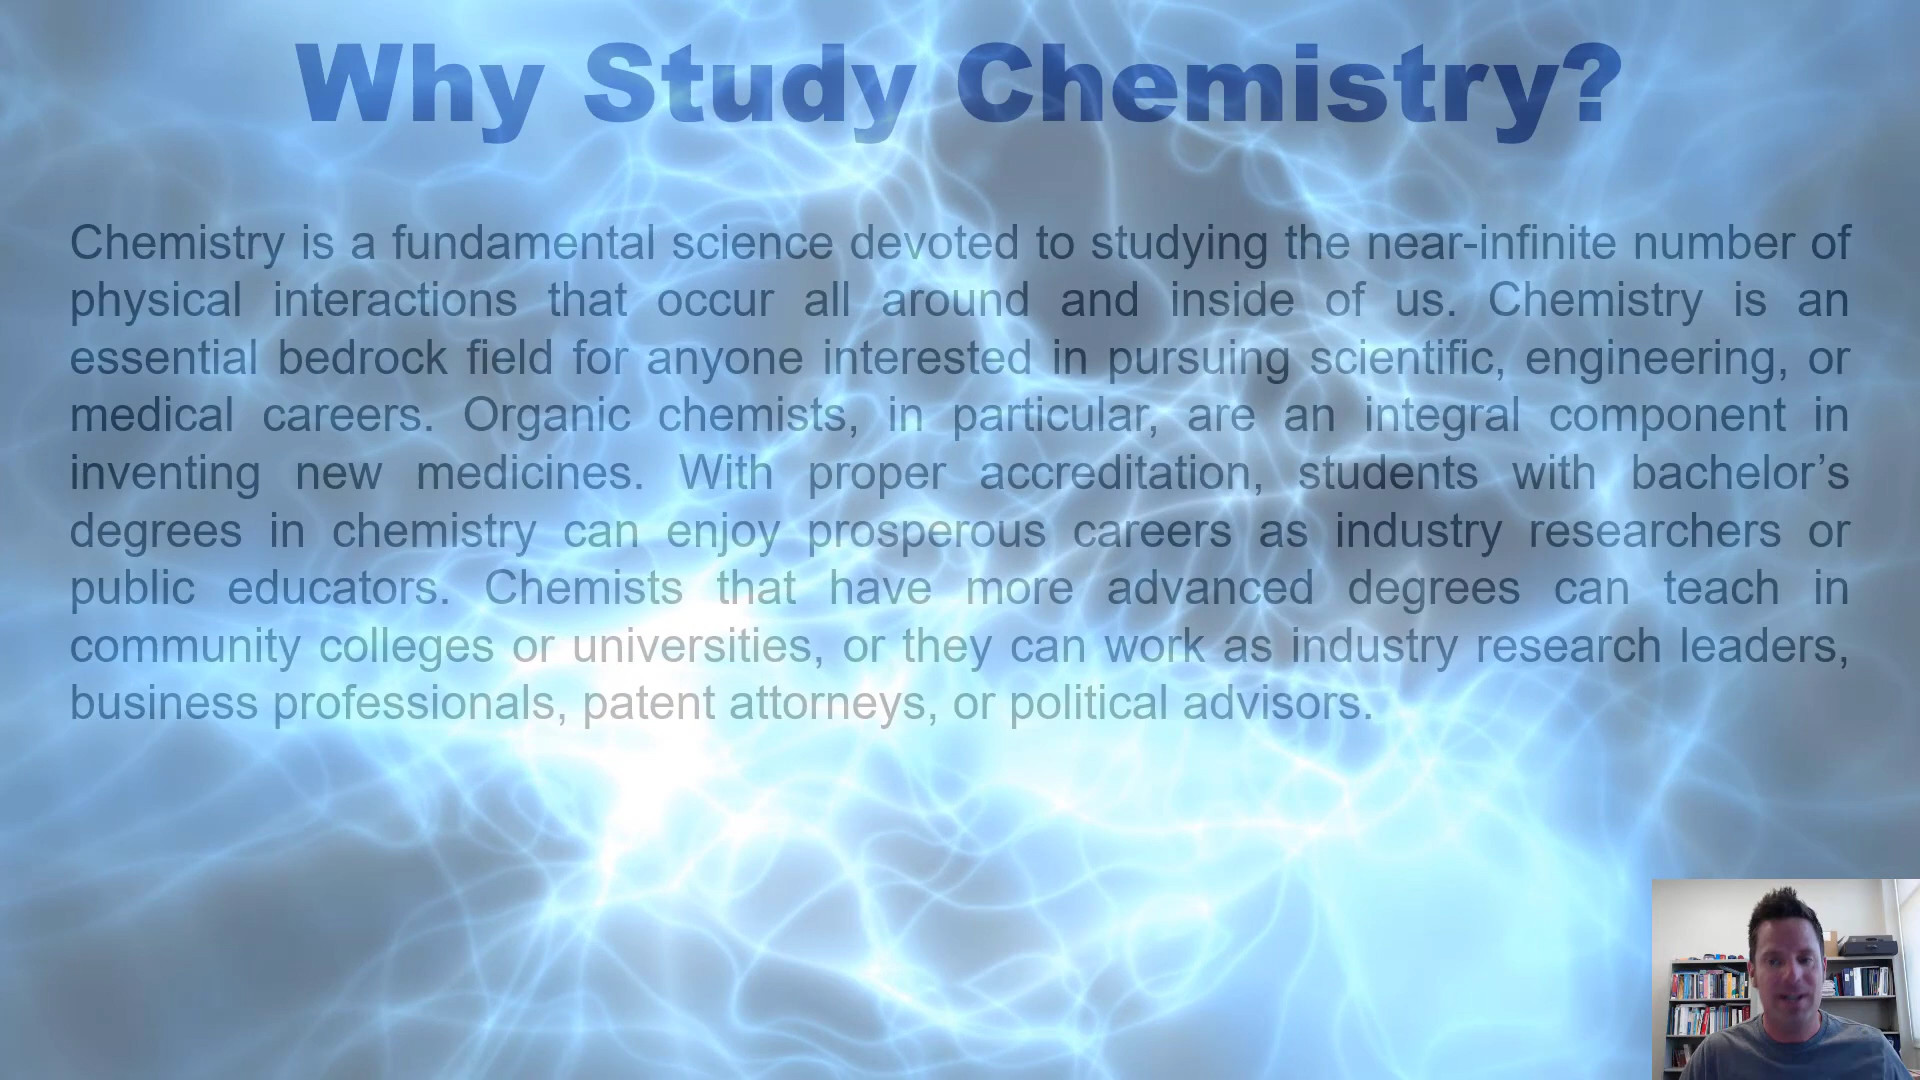 Why Study Chemistry?
Chemistry is a fundamental science devoted to studying the near-infinite number of
physical interactions that occur all around and inside of us. Chemistry is an
essential bedrock field for anyone interested in pursuing scientific, engineering, or
medical careers. Organic chemists, in particular, are an integral component in
inventing new medicines. With proper accreditation, students with bachelor’s
degrees in chemistry can enjoy prosperous careers as industry researchers or
public educators. Chemists that have more advanced degrees can teach in
community colleges or universities, or they can work as industry research leaders,
business professionals, patent attorneys, or political advisors.